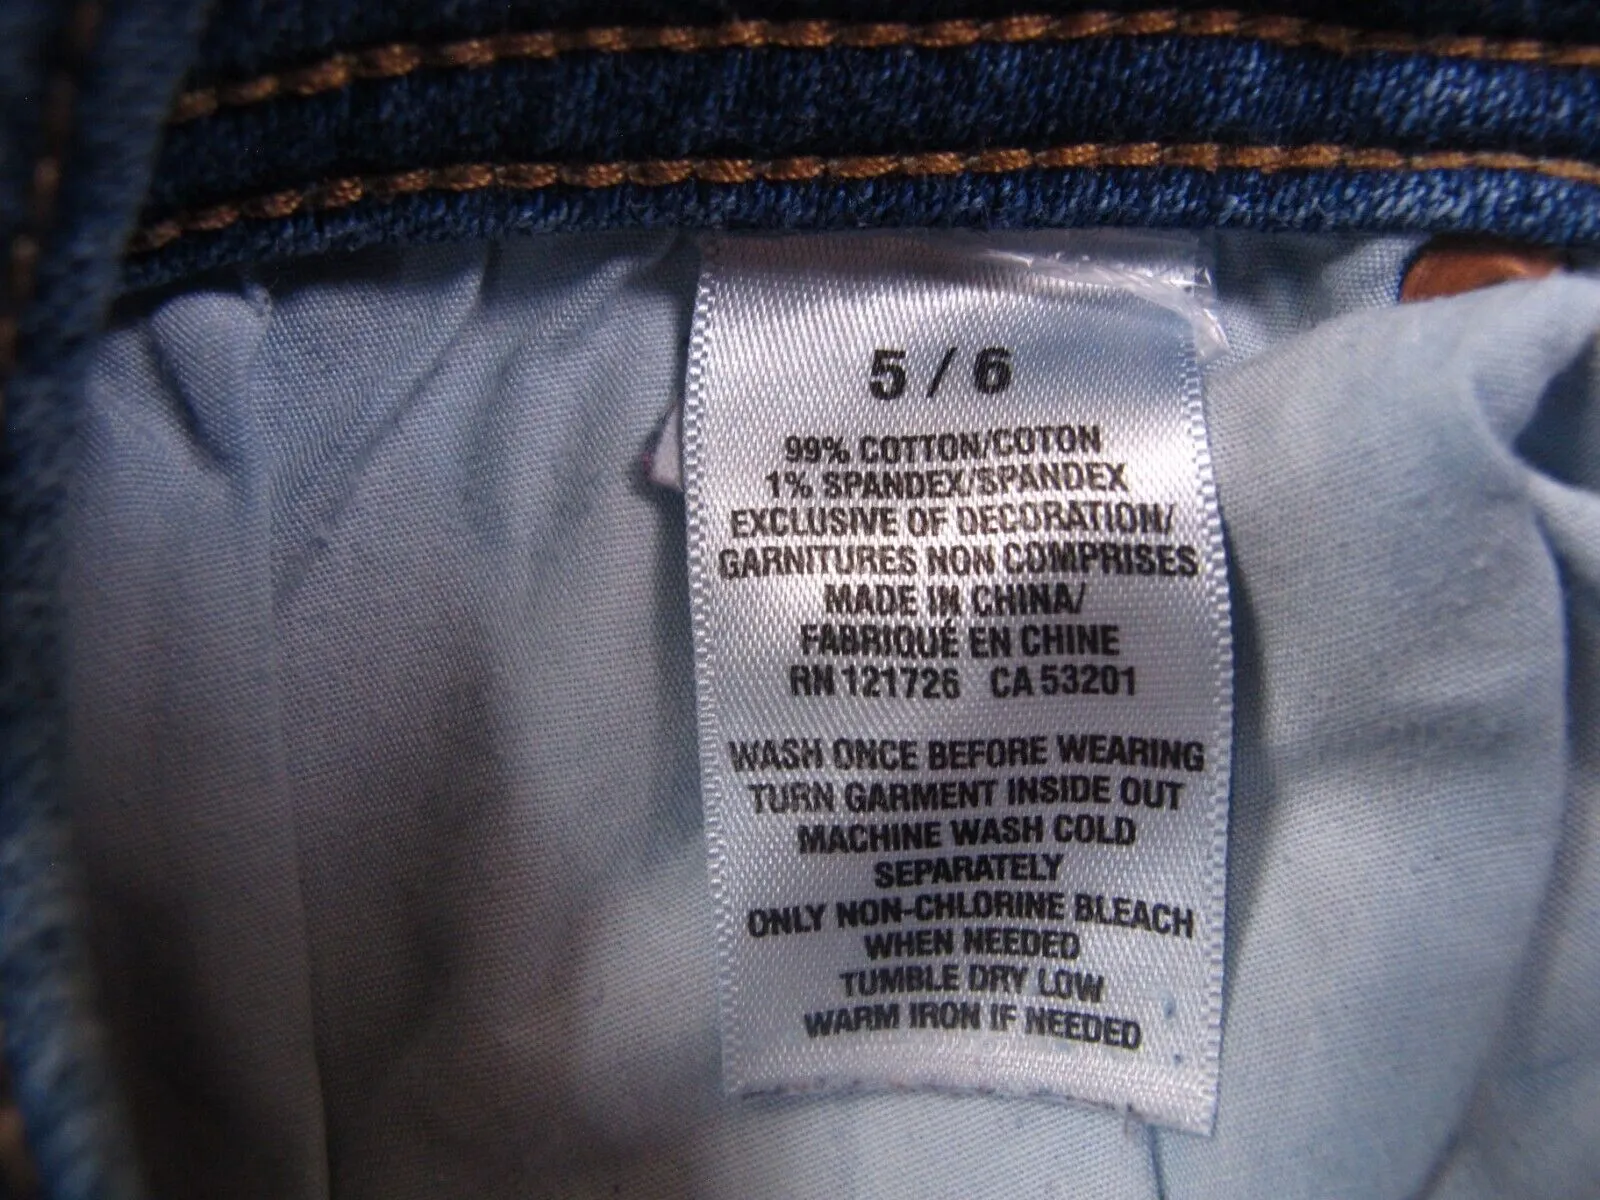 5 / 6
99% COTTON/COTON
1% SPANDEX/SPANDEX
EXCLUSIVE OF DECORATION/
GARNITURES NON COMPRISES
MADE IN CHINA/
FABRIQUÉ EN CHINE
RN 121726 CA 53201
WASH ONCE BEFORE WEARING
TURN GARMENT INSIDE OUT
MACHINE WASH COLD
SEPARATELY
ONLY NON-CHLORINE BLEACH
WHEN NEEDED
TUMBLE DRY LOW
WARM IRON IF NEEDED